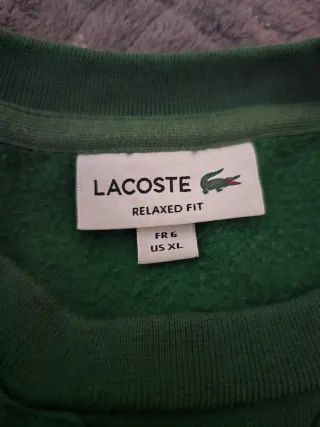 LACOSTE
RELAXED FIT
FR 6
US XL